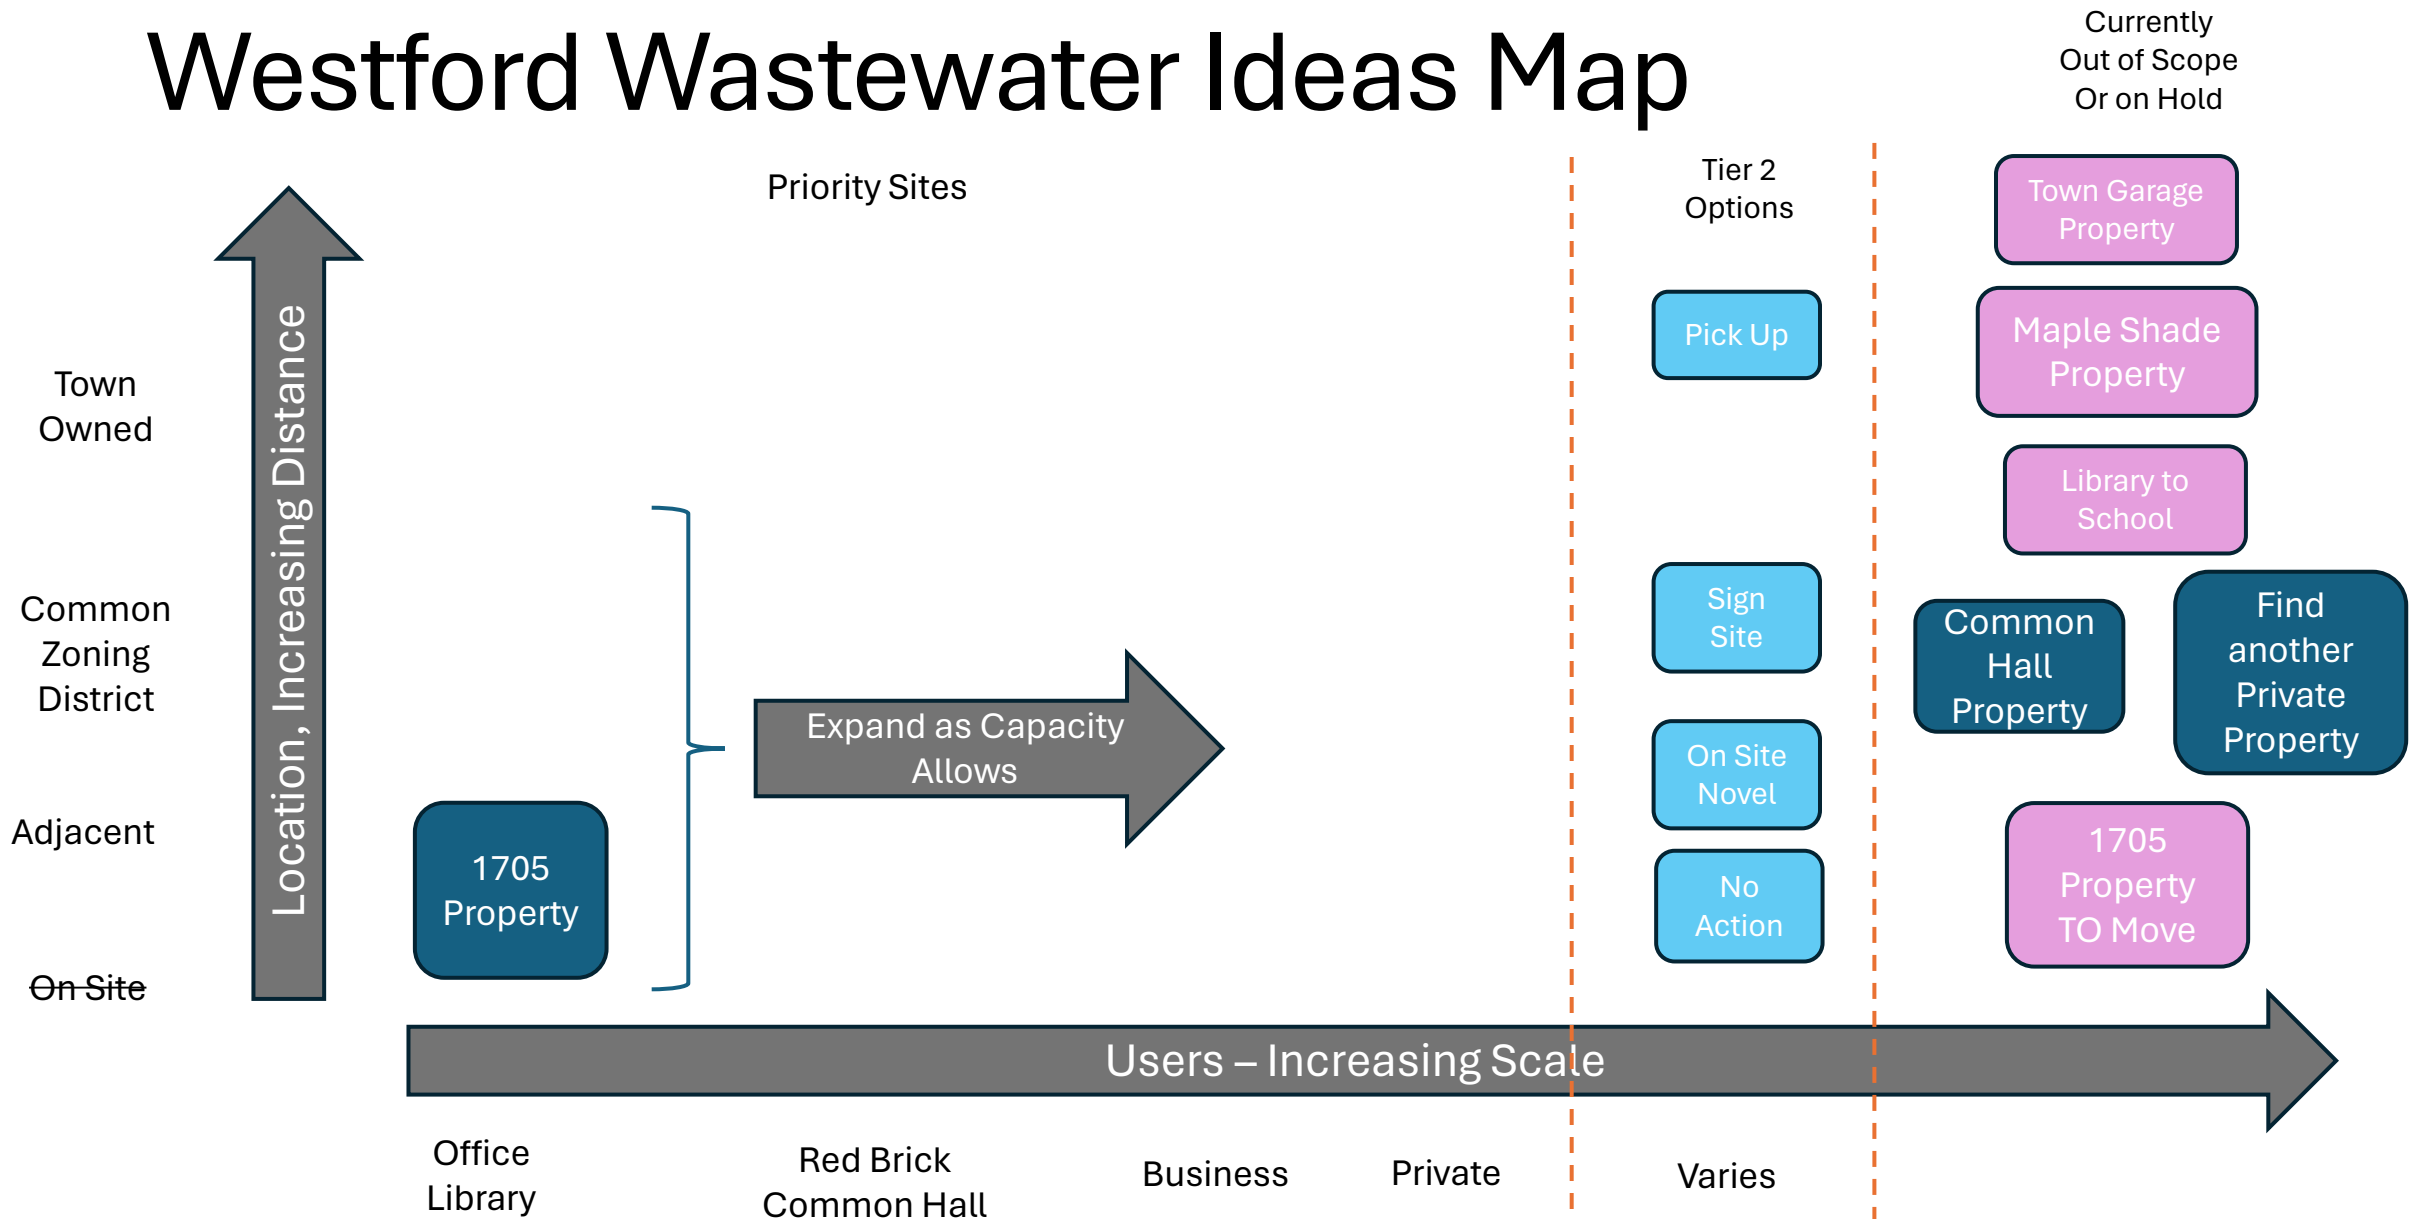 Westford Wastewater Ideas Map
Currently
Out of Scope
Or on Hold
Priority Sites
Tier 2
Options
Location, Increasing Distance
Town
Owned
Common
Zoning
District
Adjacent
On Site
1705
Property
Expand as Capacity
Allows
Pick Up
Sign
Site
On Site
Novel
No
Action
Town Garage
Property
Maple Shade
Property
Library to
School
Common
Hall
Property
Find
another
Private
Property
1705
Property
TO Move
Users – Increasing Scale
Office
Library
Red Brick
Common Hall
Business
Private
Varies